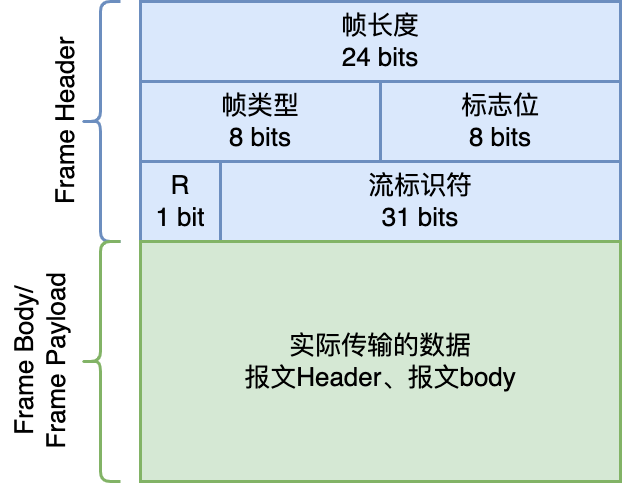 Frame Header
帧长度
24 bits
帧类型
8 bits
标志位
8 bits
R
1 bit
流标识符
31 bits
Frame Body/
Frame Payload
实际传输的数据
报文Header、报文body